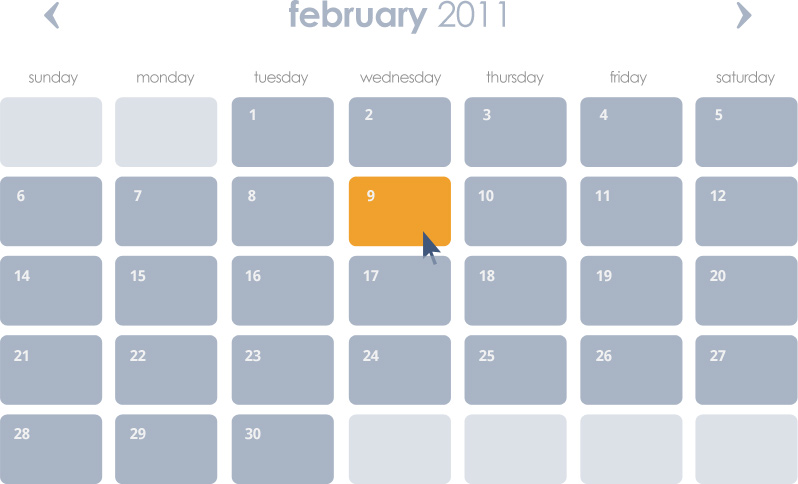 february 2011
sunday monday tuesday wednesday thursday friday saturday
1 2 3 4 5
6 7 8 9 10 11 12
14 15 16 17 18 19 20
21 22 23 24 25 26 27
28 29 30